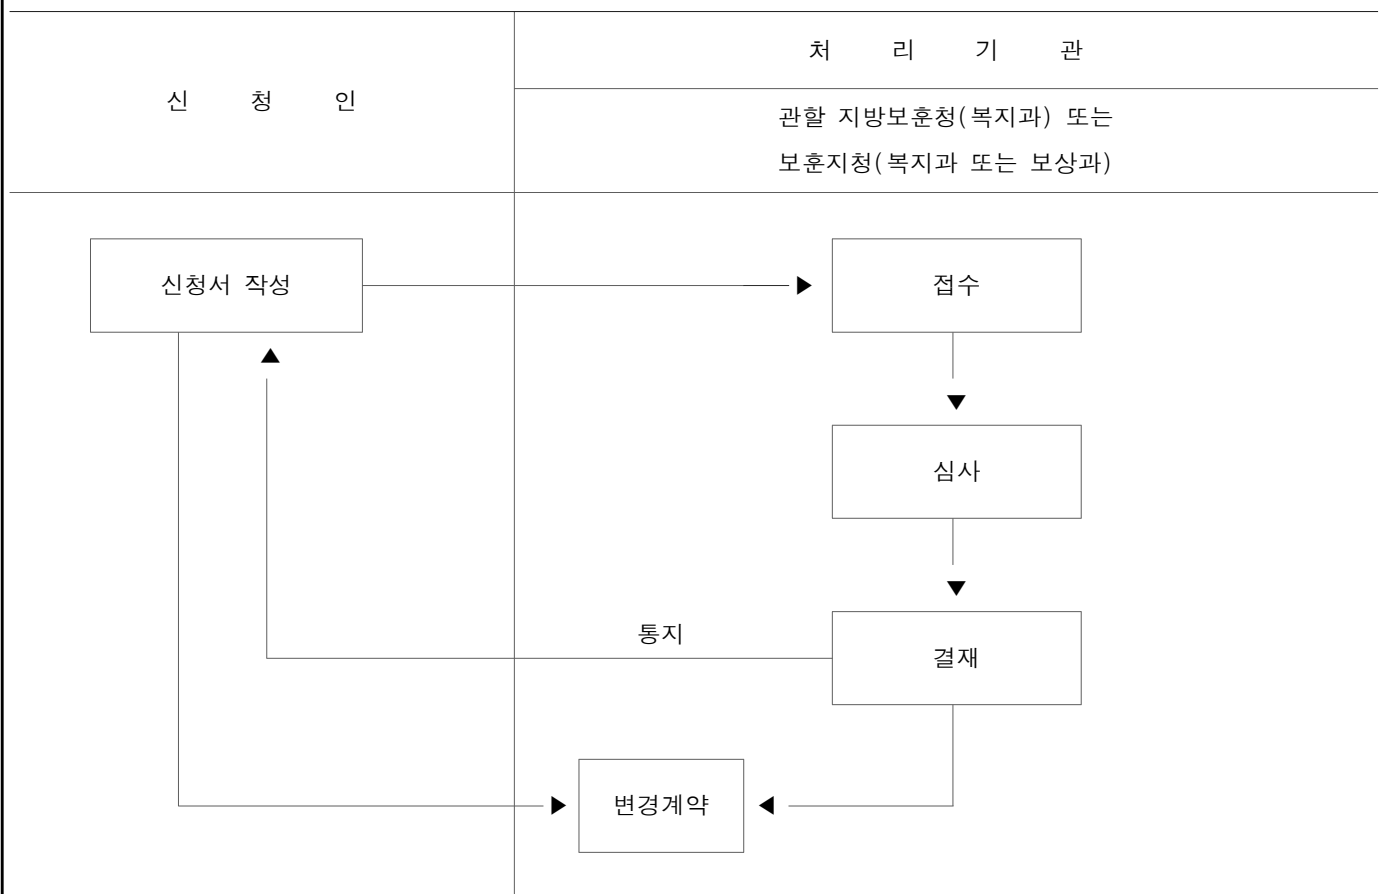 처 리 기 관
신 청 인
관할 지방보훈청(복지과) 또는
보훈지청(복지과 또는 보상과)
신청서 작성
접수
심사
통지
결재
변경계약